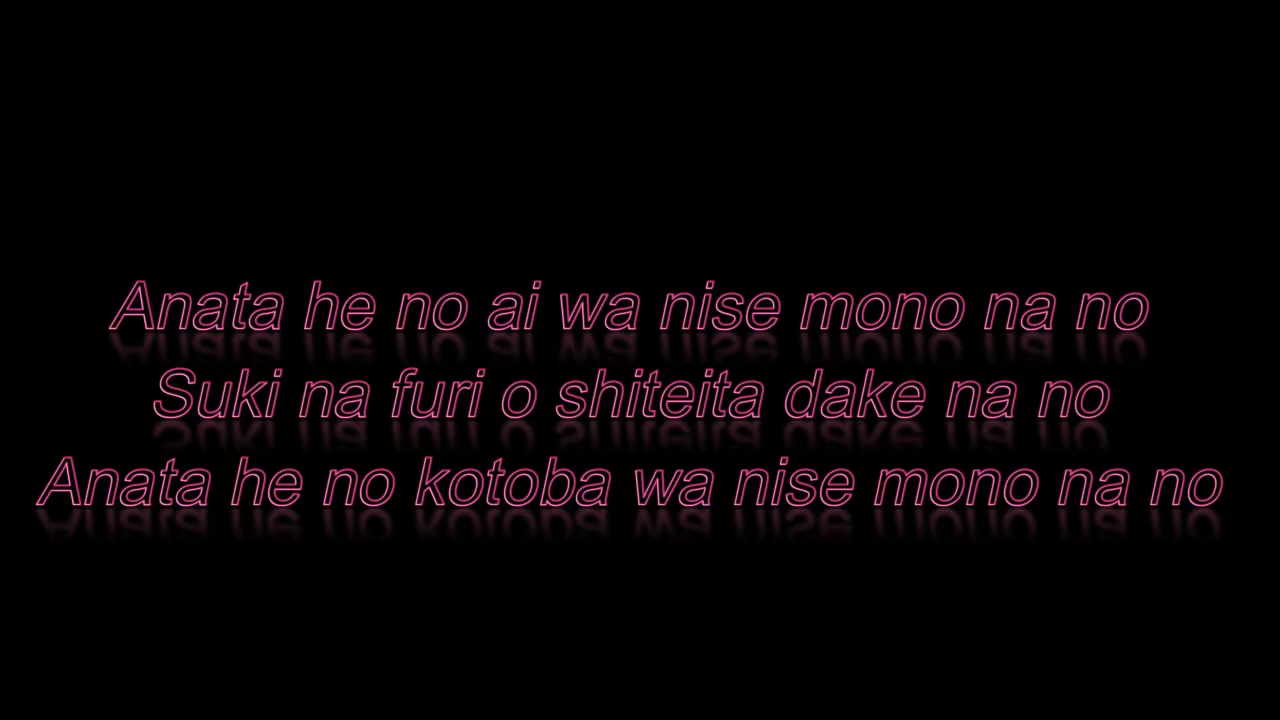 Anata he no ai wa nise mono na no
Suki na furi o shiteita dake na no
Anata he no kotoba wa nise mono na no